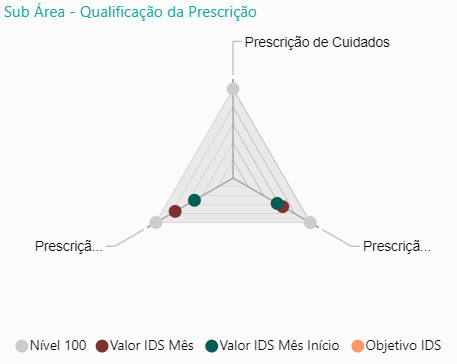 Sub Área - Qualificação da Prescrição
Prescrição de Cuidados
Prescriçã...
Prescriçã...
Nível 100
Valor IDS Mês
Valor IDS Mês Início
Objetivo IDS